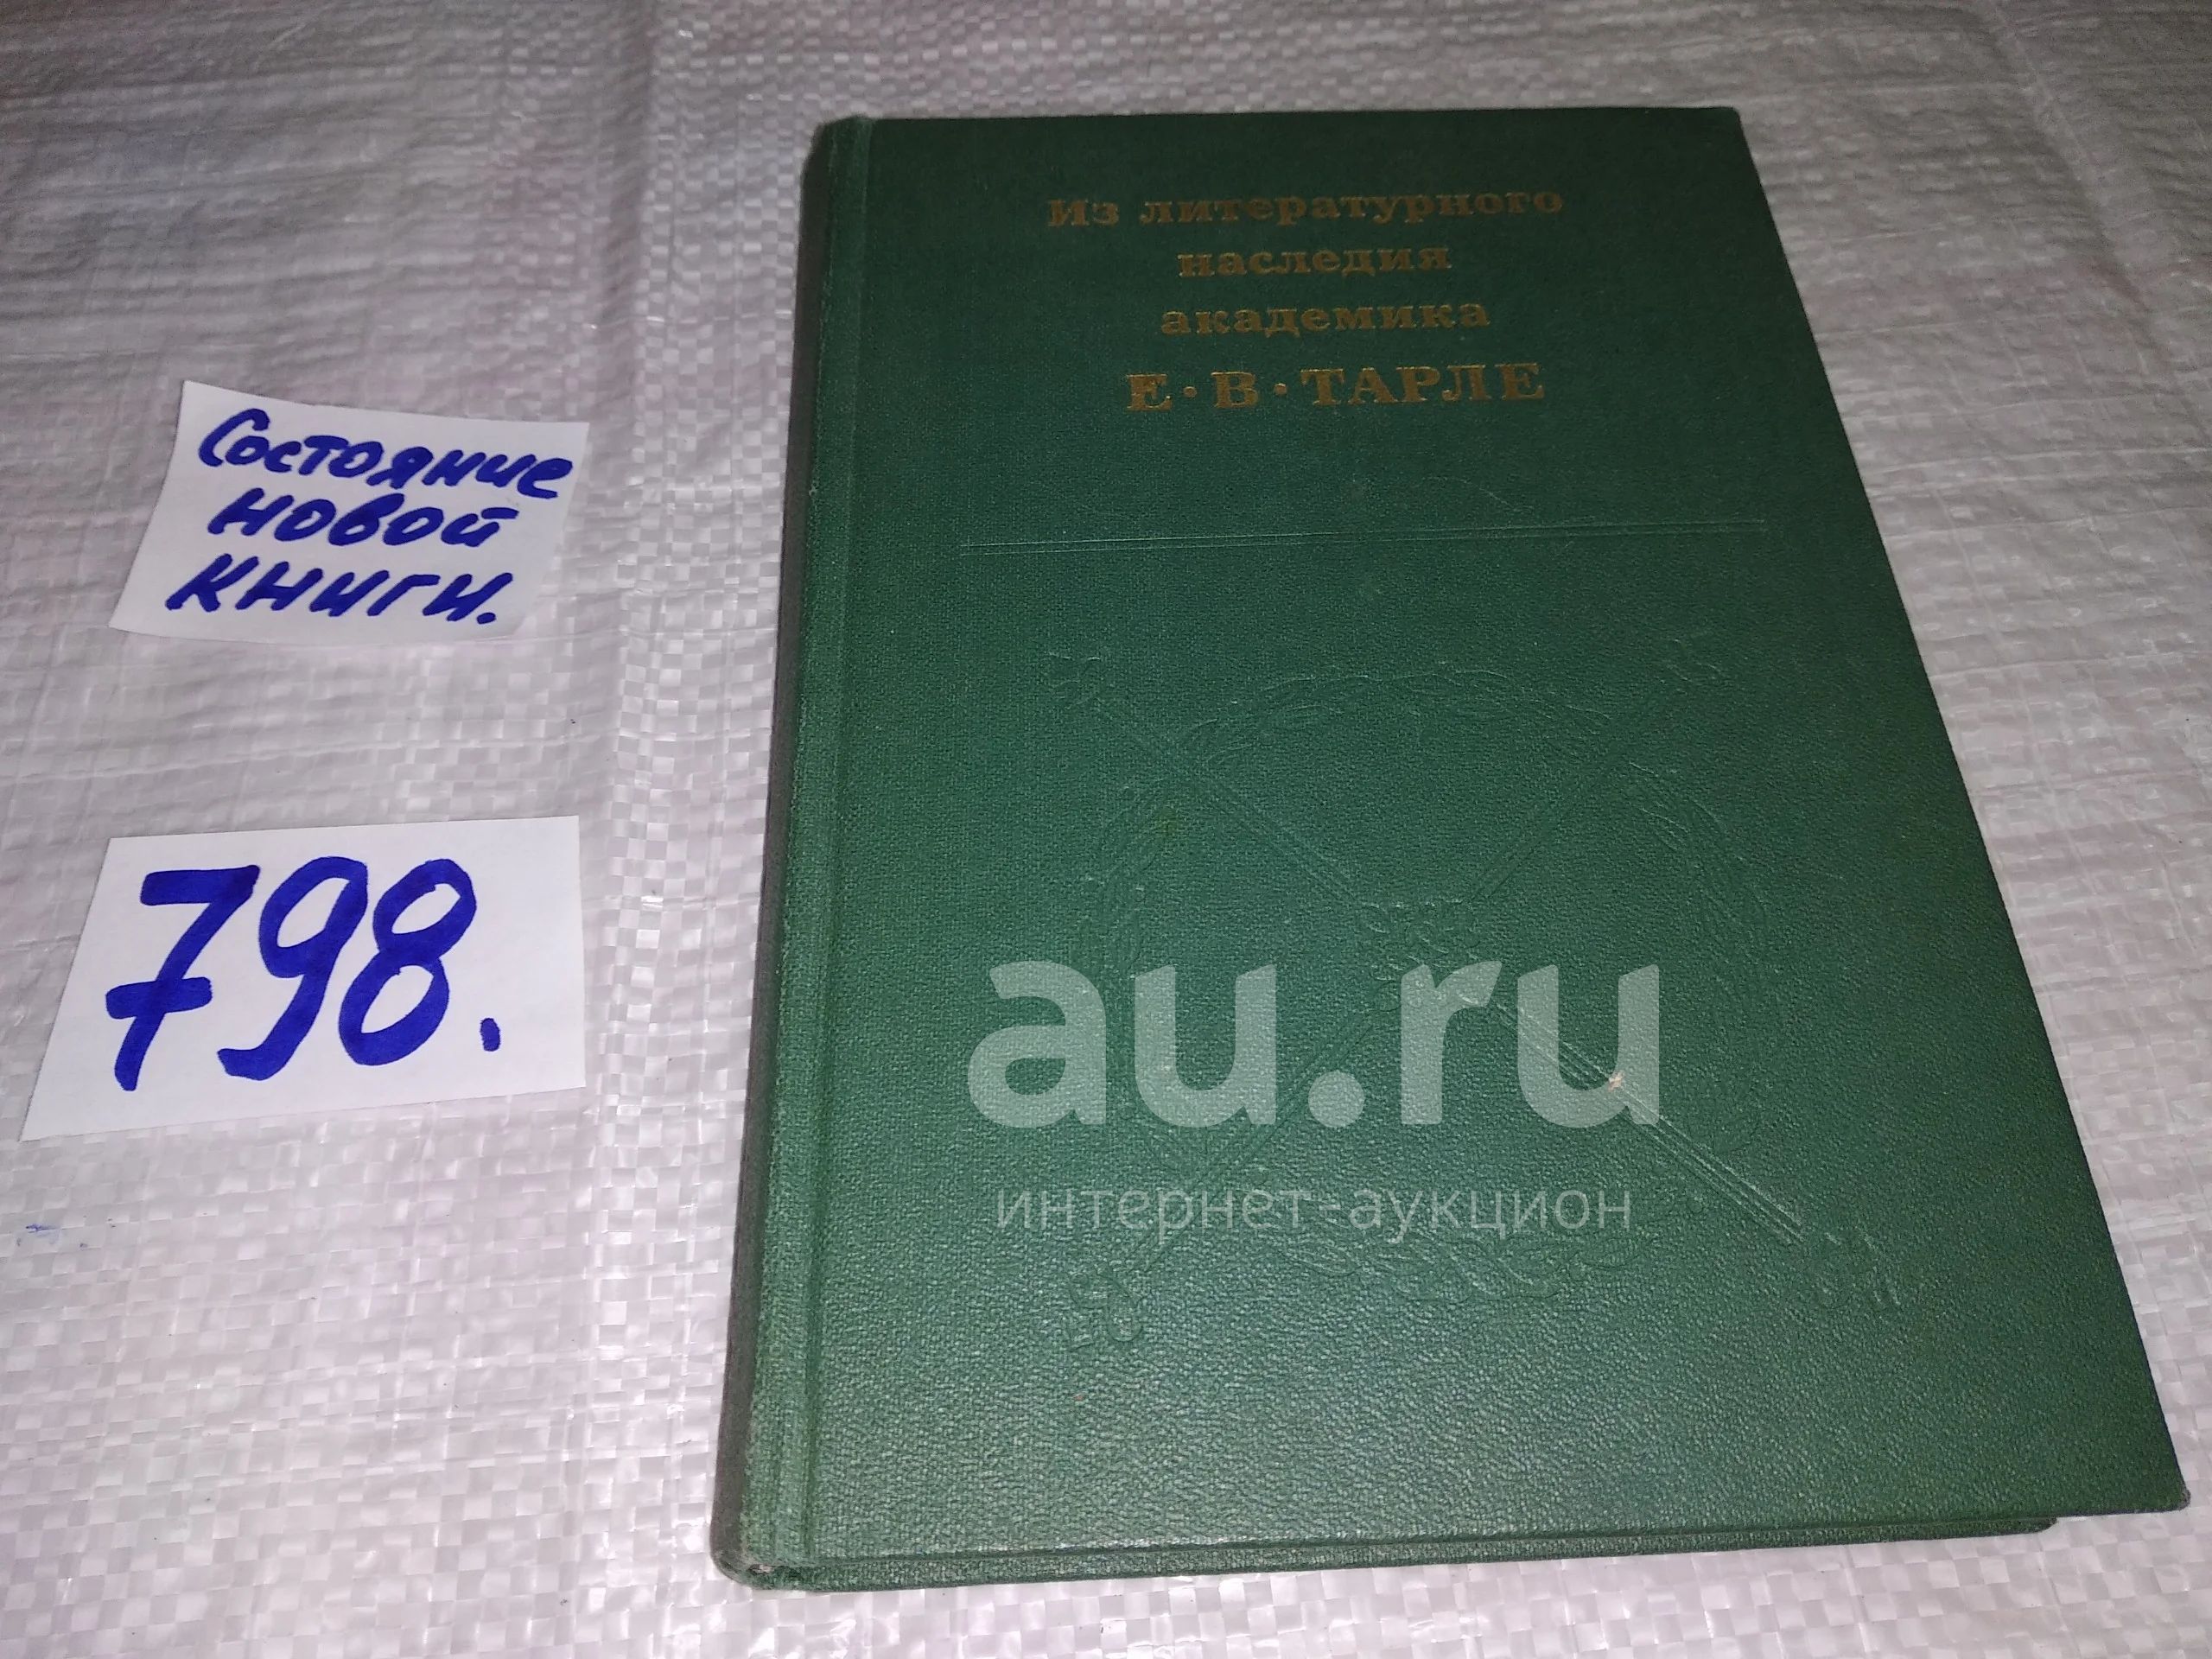 Из литературного
наследия
академика
Е·В·ТАРЛЕ
Состояние
новой
книги.
798.
au.ru
интернет-аукцион